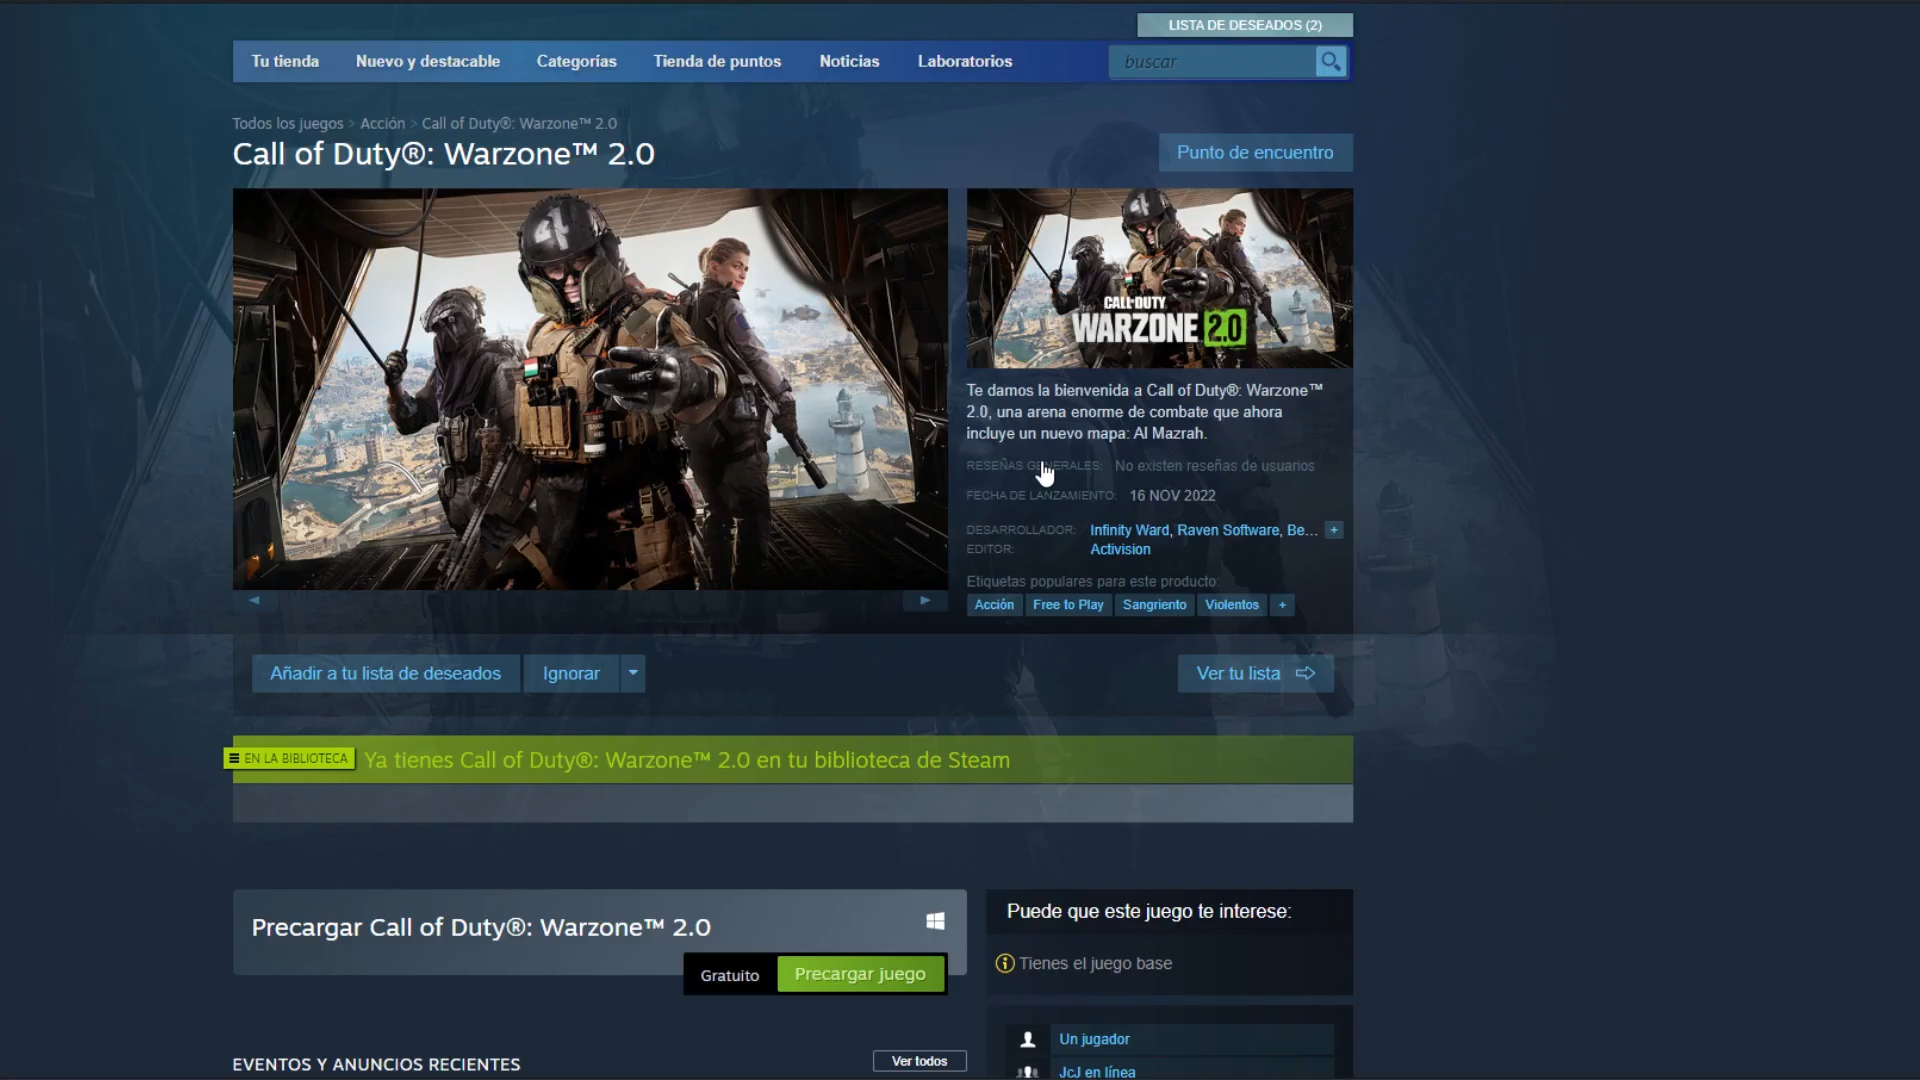 LISTA DE DESEADOS (2)
Tu tienda Nuevo y destacable Categorías Tienda de puntos Noticias Laboratorios buscar
Todos los juegos > Acción > Call of Duty®: Warzone™ 2.0
Call of Duty®: Warzone™ 2.0
Punto de encuentro
CALL OF DUTY
WARZONE 2.0
Te damos la bienvenida a Call of Duty®: Warzone™
2.0, una arena enorme de combate que ahora
incluye un nuevo mapa: Al Mazrah.
RESEÑAS GENERALES: No existen reseñas de usuarios
FECHA DE LANZAMIENTO: 16 NOV 2022
DESARROLLADOR: Infinity Ward, Raven Software, Be... +
EDITOR: Activision
Etiquetas populares para este producto:
Acción Free to Play Sangriento Violentos +
Añadir a tu lista de deseados Ignorar Ver tu lista
EN LA BIBLIOTECA Ya tienes Call of Duty®: Warzone™ 2.0 en tu biblioteca de Steam
Precargar Call of Duty®: Warzone™ 2.0
Gratuito Precargar juego
Puede que este juego te interese:
Tienes el juego base
Un jugador
JcJ en línea
EVENTOS Y ANUNCIOS RECIENTES Ver todos